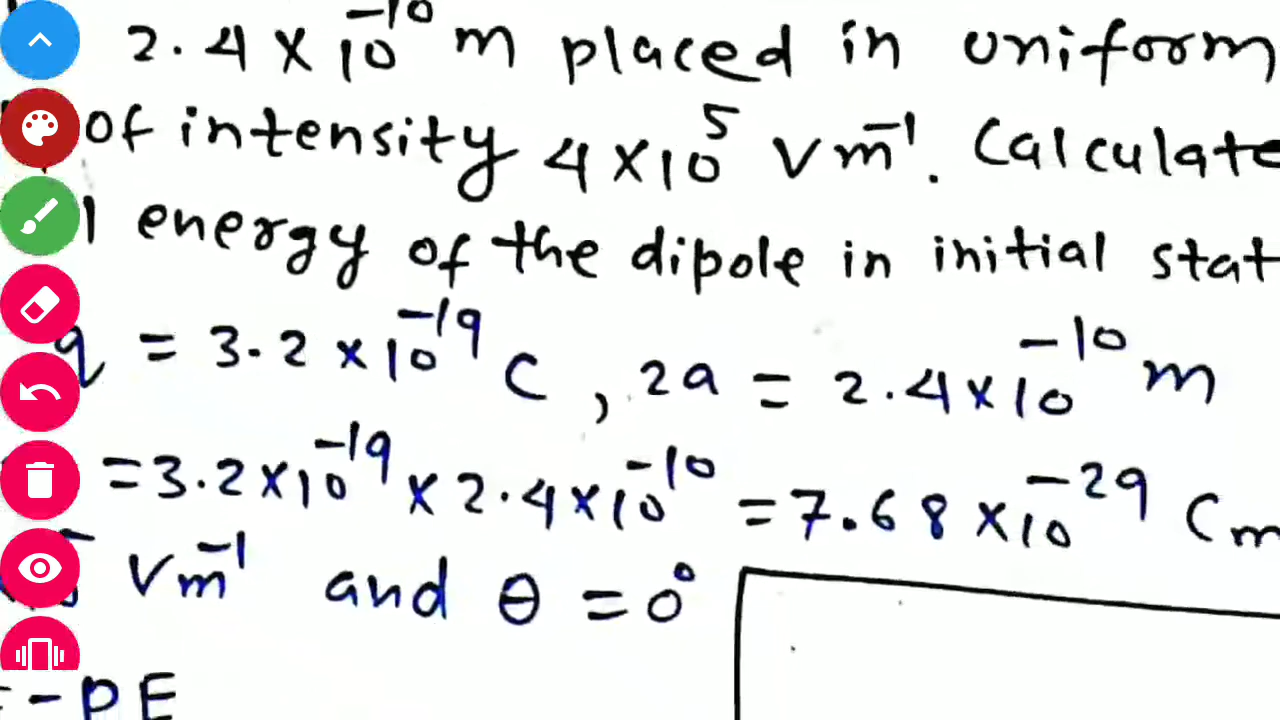 2.4 × 10⁻¹⁰ m placed in uniform
of intensity 4×10⁵ Vm⁻¹. Calculate
energy of the dipole in initial stat
q = 3.2 × 10⁻¹⁹ C , 2a = 2.4×10⁻¹⁰ m
=3.2×10⁻¹⁹ × 2.4×10⁻¹⁰ =7.68×10⁻²⁹ Cm
Vm⁻¹ and θ = 0°
-PE